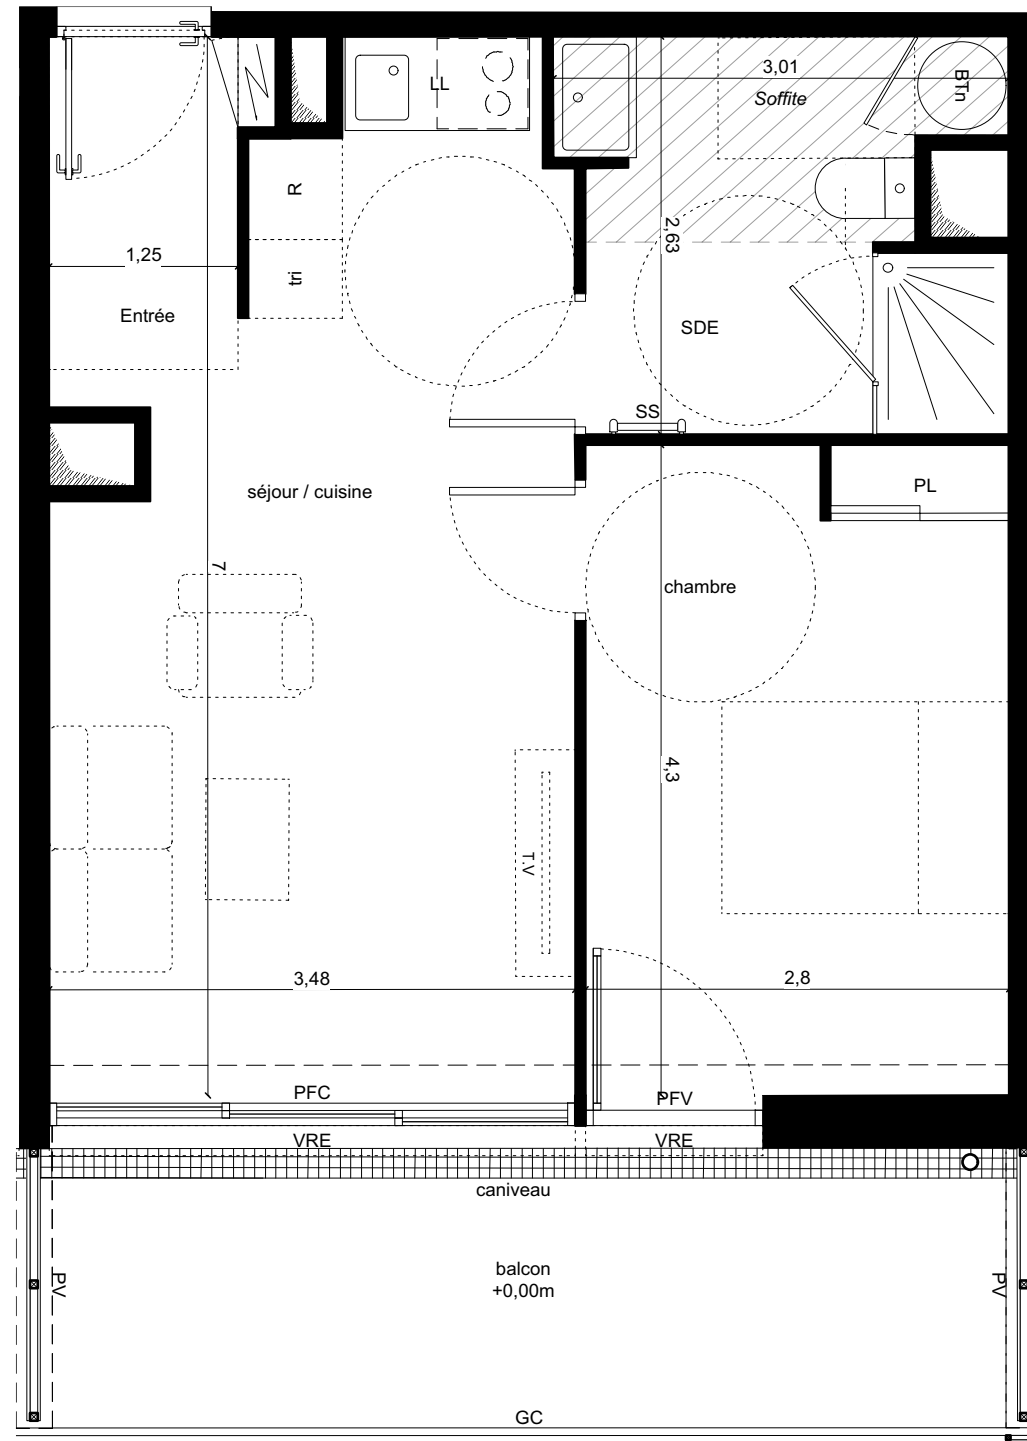 3,01
Soffite
BTn
LL
R
tri
1,25
Entrée
2,63
SDE
SS
séjour / cuisine
PL
7
chambre
4,3
T.V
3,48
2,8
PFC
PFV
VRE
VRE
caniveau
balcon
+0,00m
PV
PV
GC